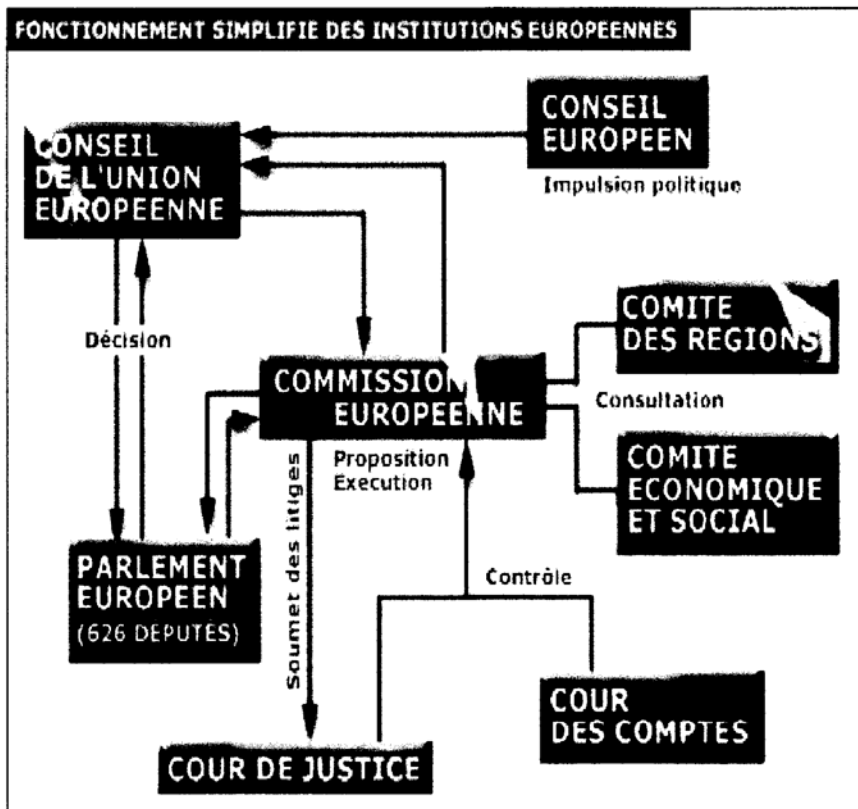 FONCTIONNEMENT SIMPLIFIE DES INSTITUTIONS EUROPEENNES
CONSEIL
EUROPEEN
Impulsion politique
CONSEIL
DE L'UNION
EUROPEENNE
Décision
COMITE
DES REGIONS
COMMISSION
EUROPEENNE
Consultation
Proposition
Execution
COMITE
ECONOMIQUE
ET SOCIAL
Soumet des litiges
PARLEMENT
EUROPEEN
(626 DEPUTÉS)
Contrôle
COUR
DES COMPTES
COUR DE JUSTICE